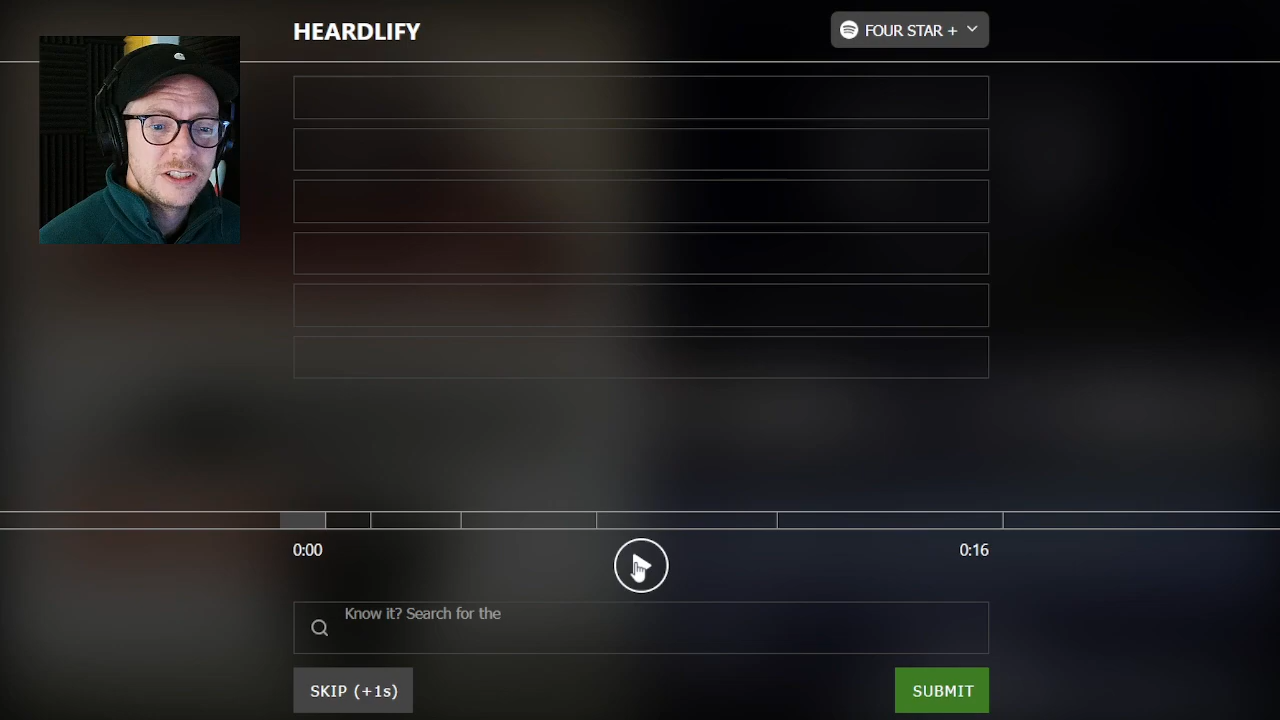 HEARDLIFY
FOUR STAR +
0:00
0:16
Know it? Search for the
SKIP (+1s)
SUBMIT